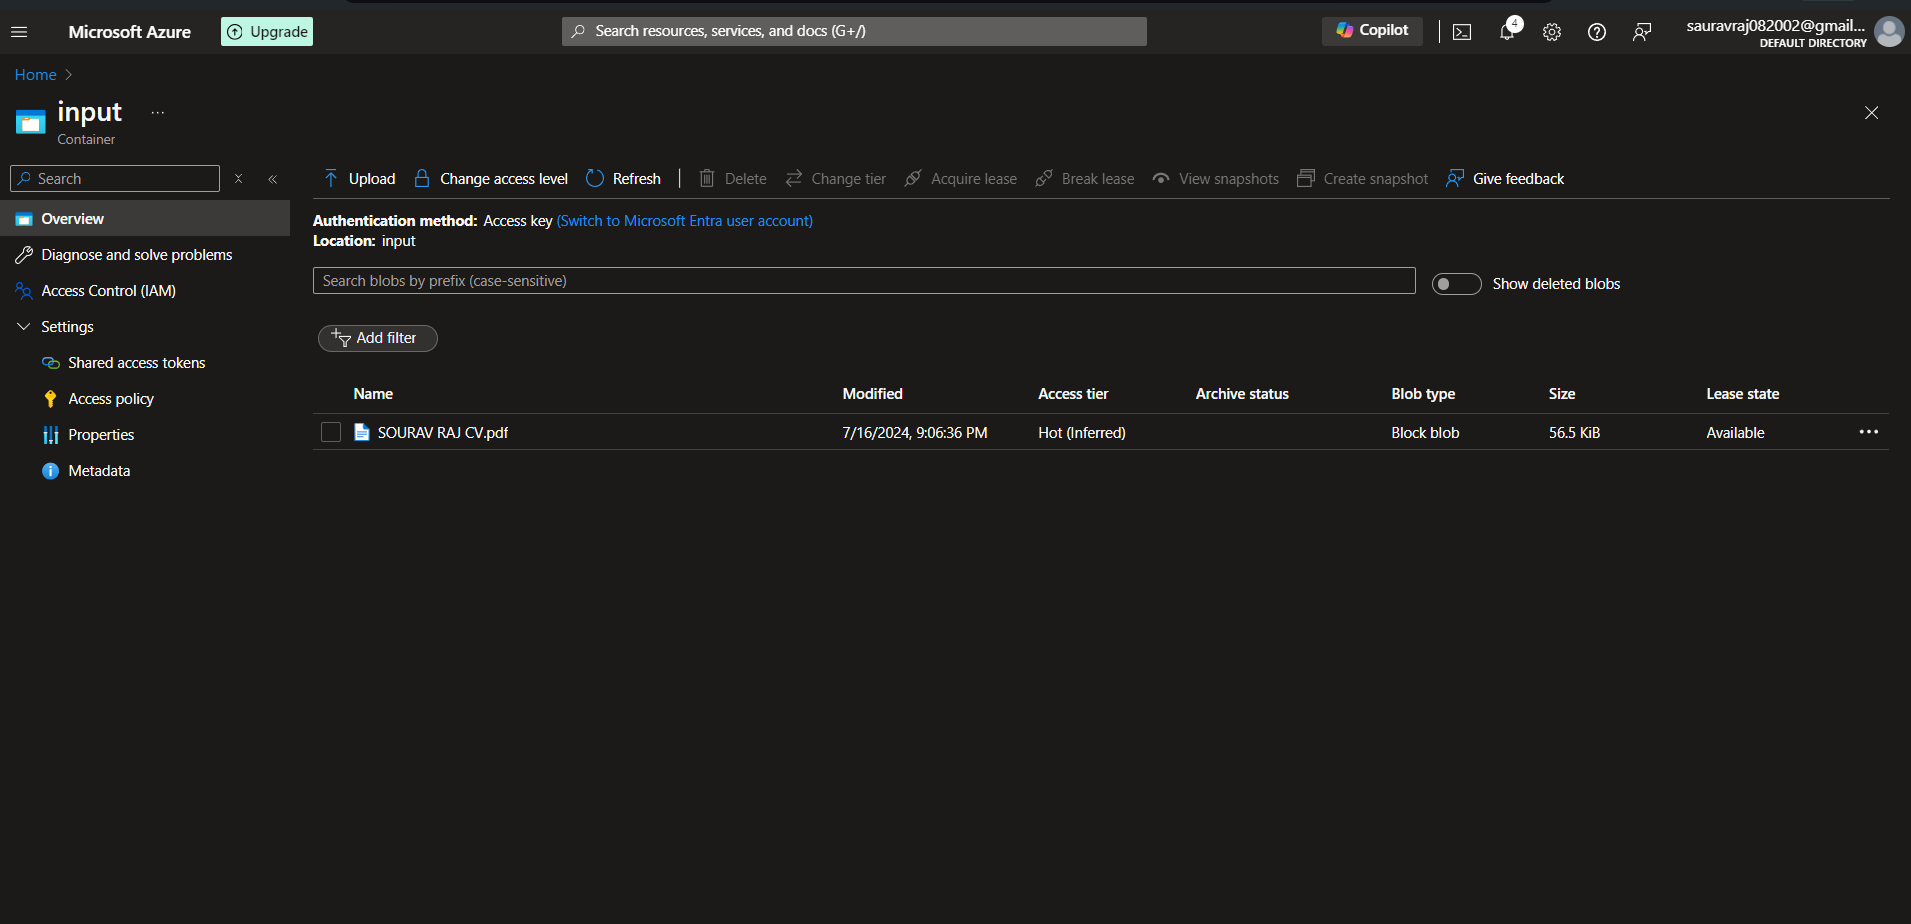 Microsoft Azure
Upgrade
Search resources, services, and docs (G+/)
Copilot
4
sauravraj082002@gmail...
DEFAULT DIRECTORY
Home
input
...
Container
Search
Upload
Change access level
Refresh
Delete
Change tier
Acquire lease
Break lease
View snapshots
Create snapshot
Give feedback
Overview
Diagnose and solve problems
Access Control (IAM)
Settings
Shared access tokens
Access policy
Properties
Metadata
Authentication method: Access key (Switch to Microsoft Entra user account)
Location: input
Search blobs by prefix (case-sensitive)
Show deleted blobs
Add filter
Name Modified Access tier Archive status Blob type Size Lease state
SOURAV RAJ CV.pdf 7/16/2024, 9:06:36 PM Hot (Inferred) Block blob 56.5 KiB Available